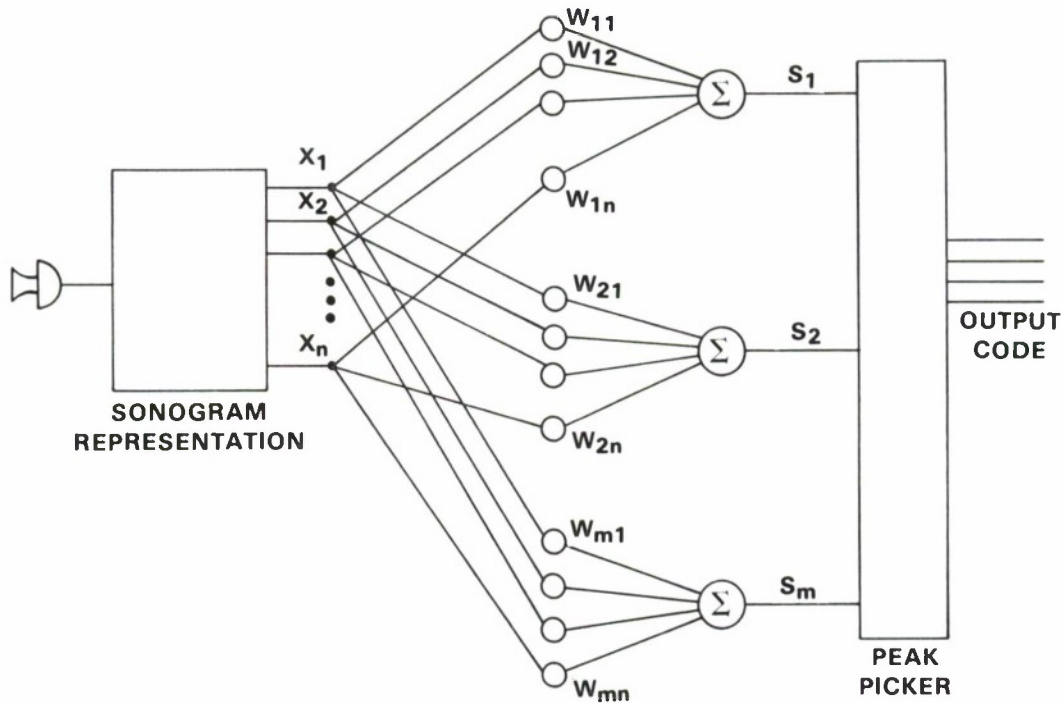 W11
W12
Σ
S1
X1
X2
W1n
W21
OUTPUT
CODE
Σ
S2
Xn
SONOGRAM
REPRESENTATION
W2n
Wm1
Σ
Sm
Wmn
PEAK
PICKER